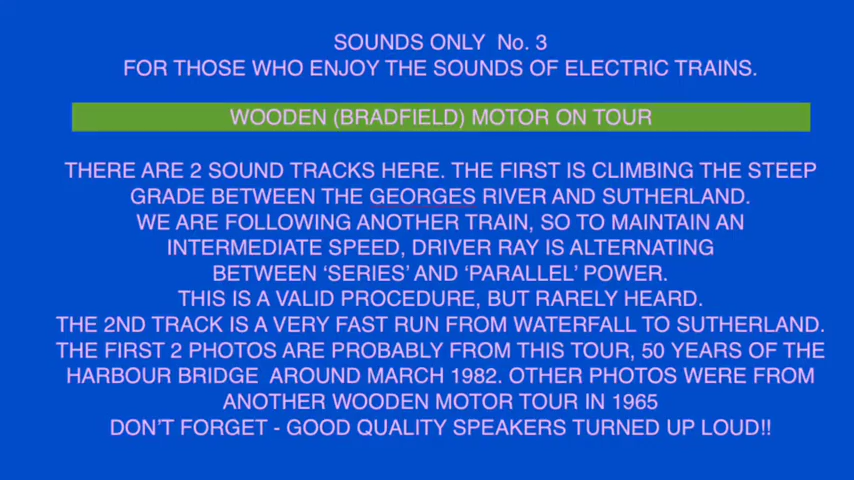 SOUNDS ONLY  No. 3
FOR THOSE WHO ENJOY THE SOUNDS OF ELECTRIC TRAINS.
WOODEN (BRADFIELD) MOTOR ON TOUR
THERE ARE 2 SOUND TRACKS HERE. THE FIRST IS CLIMBING THE STEEP
GRADE BETWEEN THE GEORGES RIVER AND SUTHERLAND.
WE ARE FOLLOWING ANOTHER TRAIN, SO TO MAINTAIN AN
INTERMEDIATE SPEED, DRIVER RAY IS ALTERNATING
BETWEEN ‘SERIES’ AND ‘PARALLEL’ POWER.
THIS IS A VALID PROCEDURE, BUT RARELY HEARD.
THE 2ND TRACK IS A VERY FAST RUN FROM WATERFALL TO SUTHERLAND.
THE FIRST 2 PHOTOS ARE PROBABLY FROM THIS TOUR, 50 YEARS OF THE
HARBOUR BRIDGE  AROUND MARCH 1982. OTHER PHOTOS WERE FROM
ANOTHER WOODEN MOTOR TOUR IN 1965
DON’T FORGET - GOOD QUALITY SPEAKERS TURNED UP LOUD!!